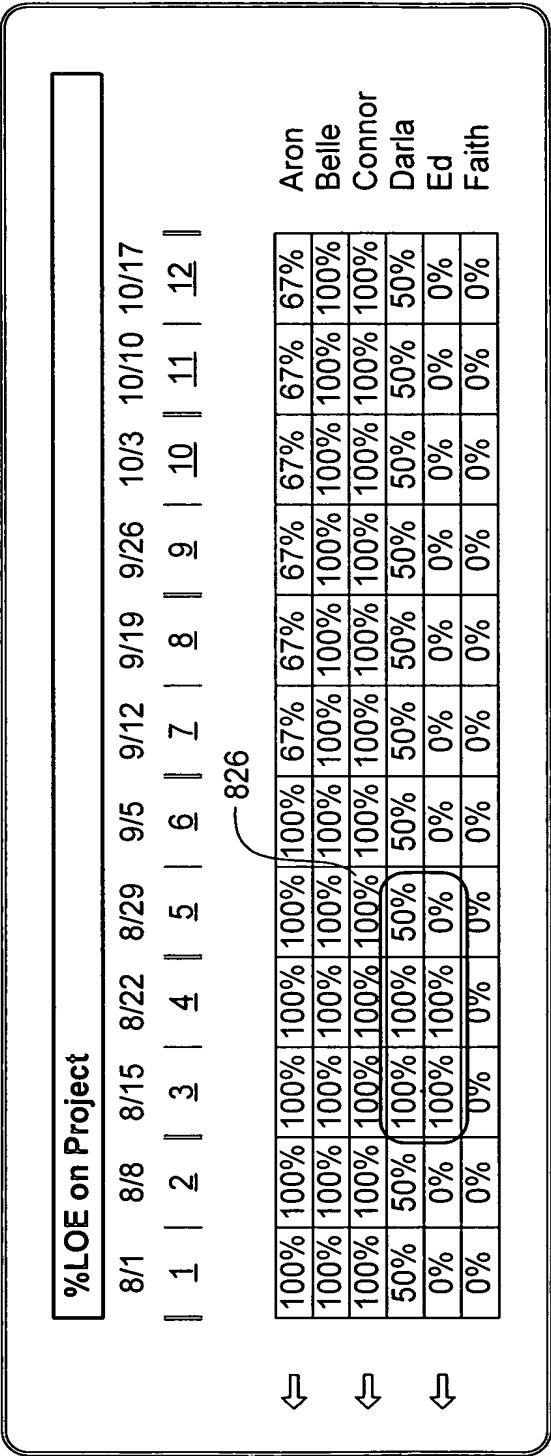 %LOE on Project
8/1 8/8 8/15 8/22 8/29 9/5 9/12 9/19 9/26 10/3 10/10 10/17
1 2 3 4 5 6 7 8 9 10 11 12
826
100% 100% 100% 100% 100% 100% 67% 67% 67% 67% 67% 67% Aron
100% 100% 100% 100% 100% 100% 100% 100% 100% 100% 100% 100% Belle
100% 100% 100% 100% 100% 100% 100% 100% 100% 100% 100% 100% Connor
50% 50% 100% 100% 50% 50% 50% 50% 50% 50% 50% 50% Darla
0% 0% 100% 100% 0% 0% 0% 0% 0% 0% 0% 0% Ed
0% 0% 0% 0% 0% 0% 0% 0% 0% 0% 0% 0% Faith